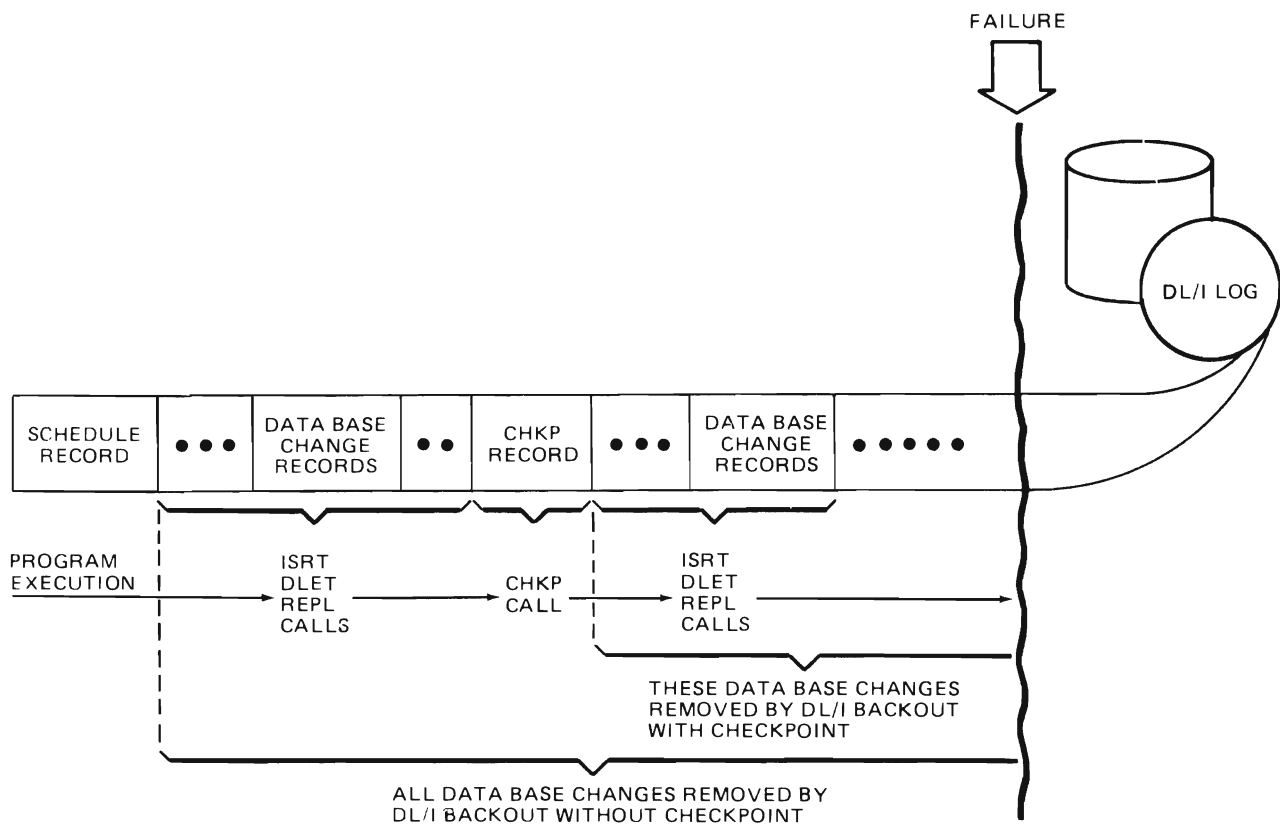 FAILURE
DL/I LOG
SCHEDULE
RECORD
DATA BASE
CHANGE
RECORDS
CHKP
RECORD
DATA BASE
CHANGE
RECORDS
PROGRAM
EXECUTION
ISRT
DLET
REPL
CALLS
CHKP
CALL
ISRT
DLET
REPL
CALLS
THESE DATA BASE CHANGES
REMOVED BY DL/I BACKOUT
WITH CHECKPOINT
ALL DATA BASE CHANGES REMOVED BY
DL/I BACKOUT WITHOUT CHECKPOINT